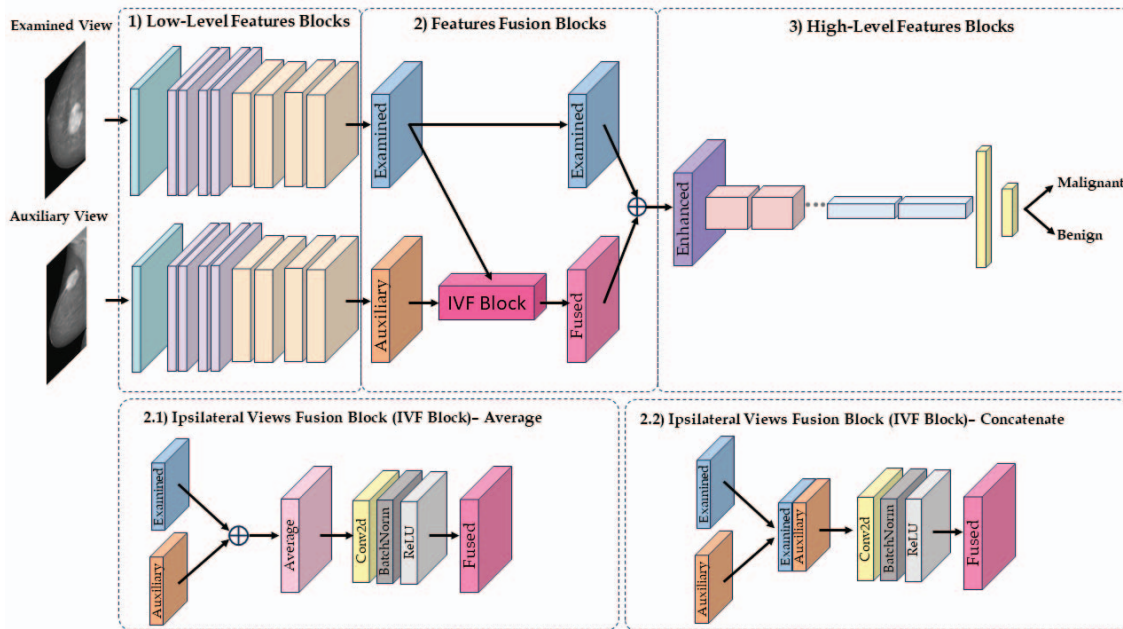 Examined View
1) Low-Level Features Blocks
2) Features Fusion Blocks
3) High-Level Features Blocks
Examined
Examined
Enhanced
Malignant
Benign
Auxiliary View
Auxiliary
IVF Block
Fused
2.1) Ipsilateral Views Fusion Block (IVF Block)– Average
Examined
Auxiliary
Average
Conv2d
BatchNorm
ReLU
Fused
2.2) Ipsilateral Views Fusion Block (IVF Block)– Concatenate
Examined
Auxiliary
Examined
Auxiliary
Conv2d
BatchNorm
ReLU
Fused